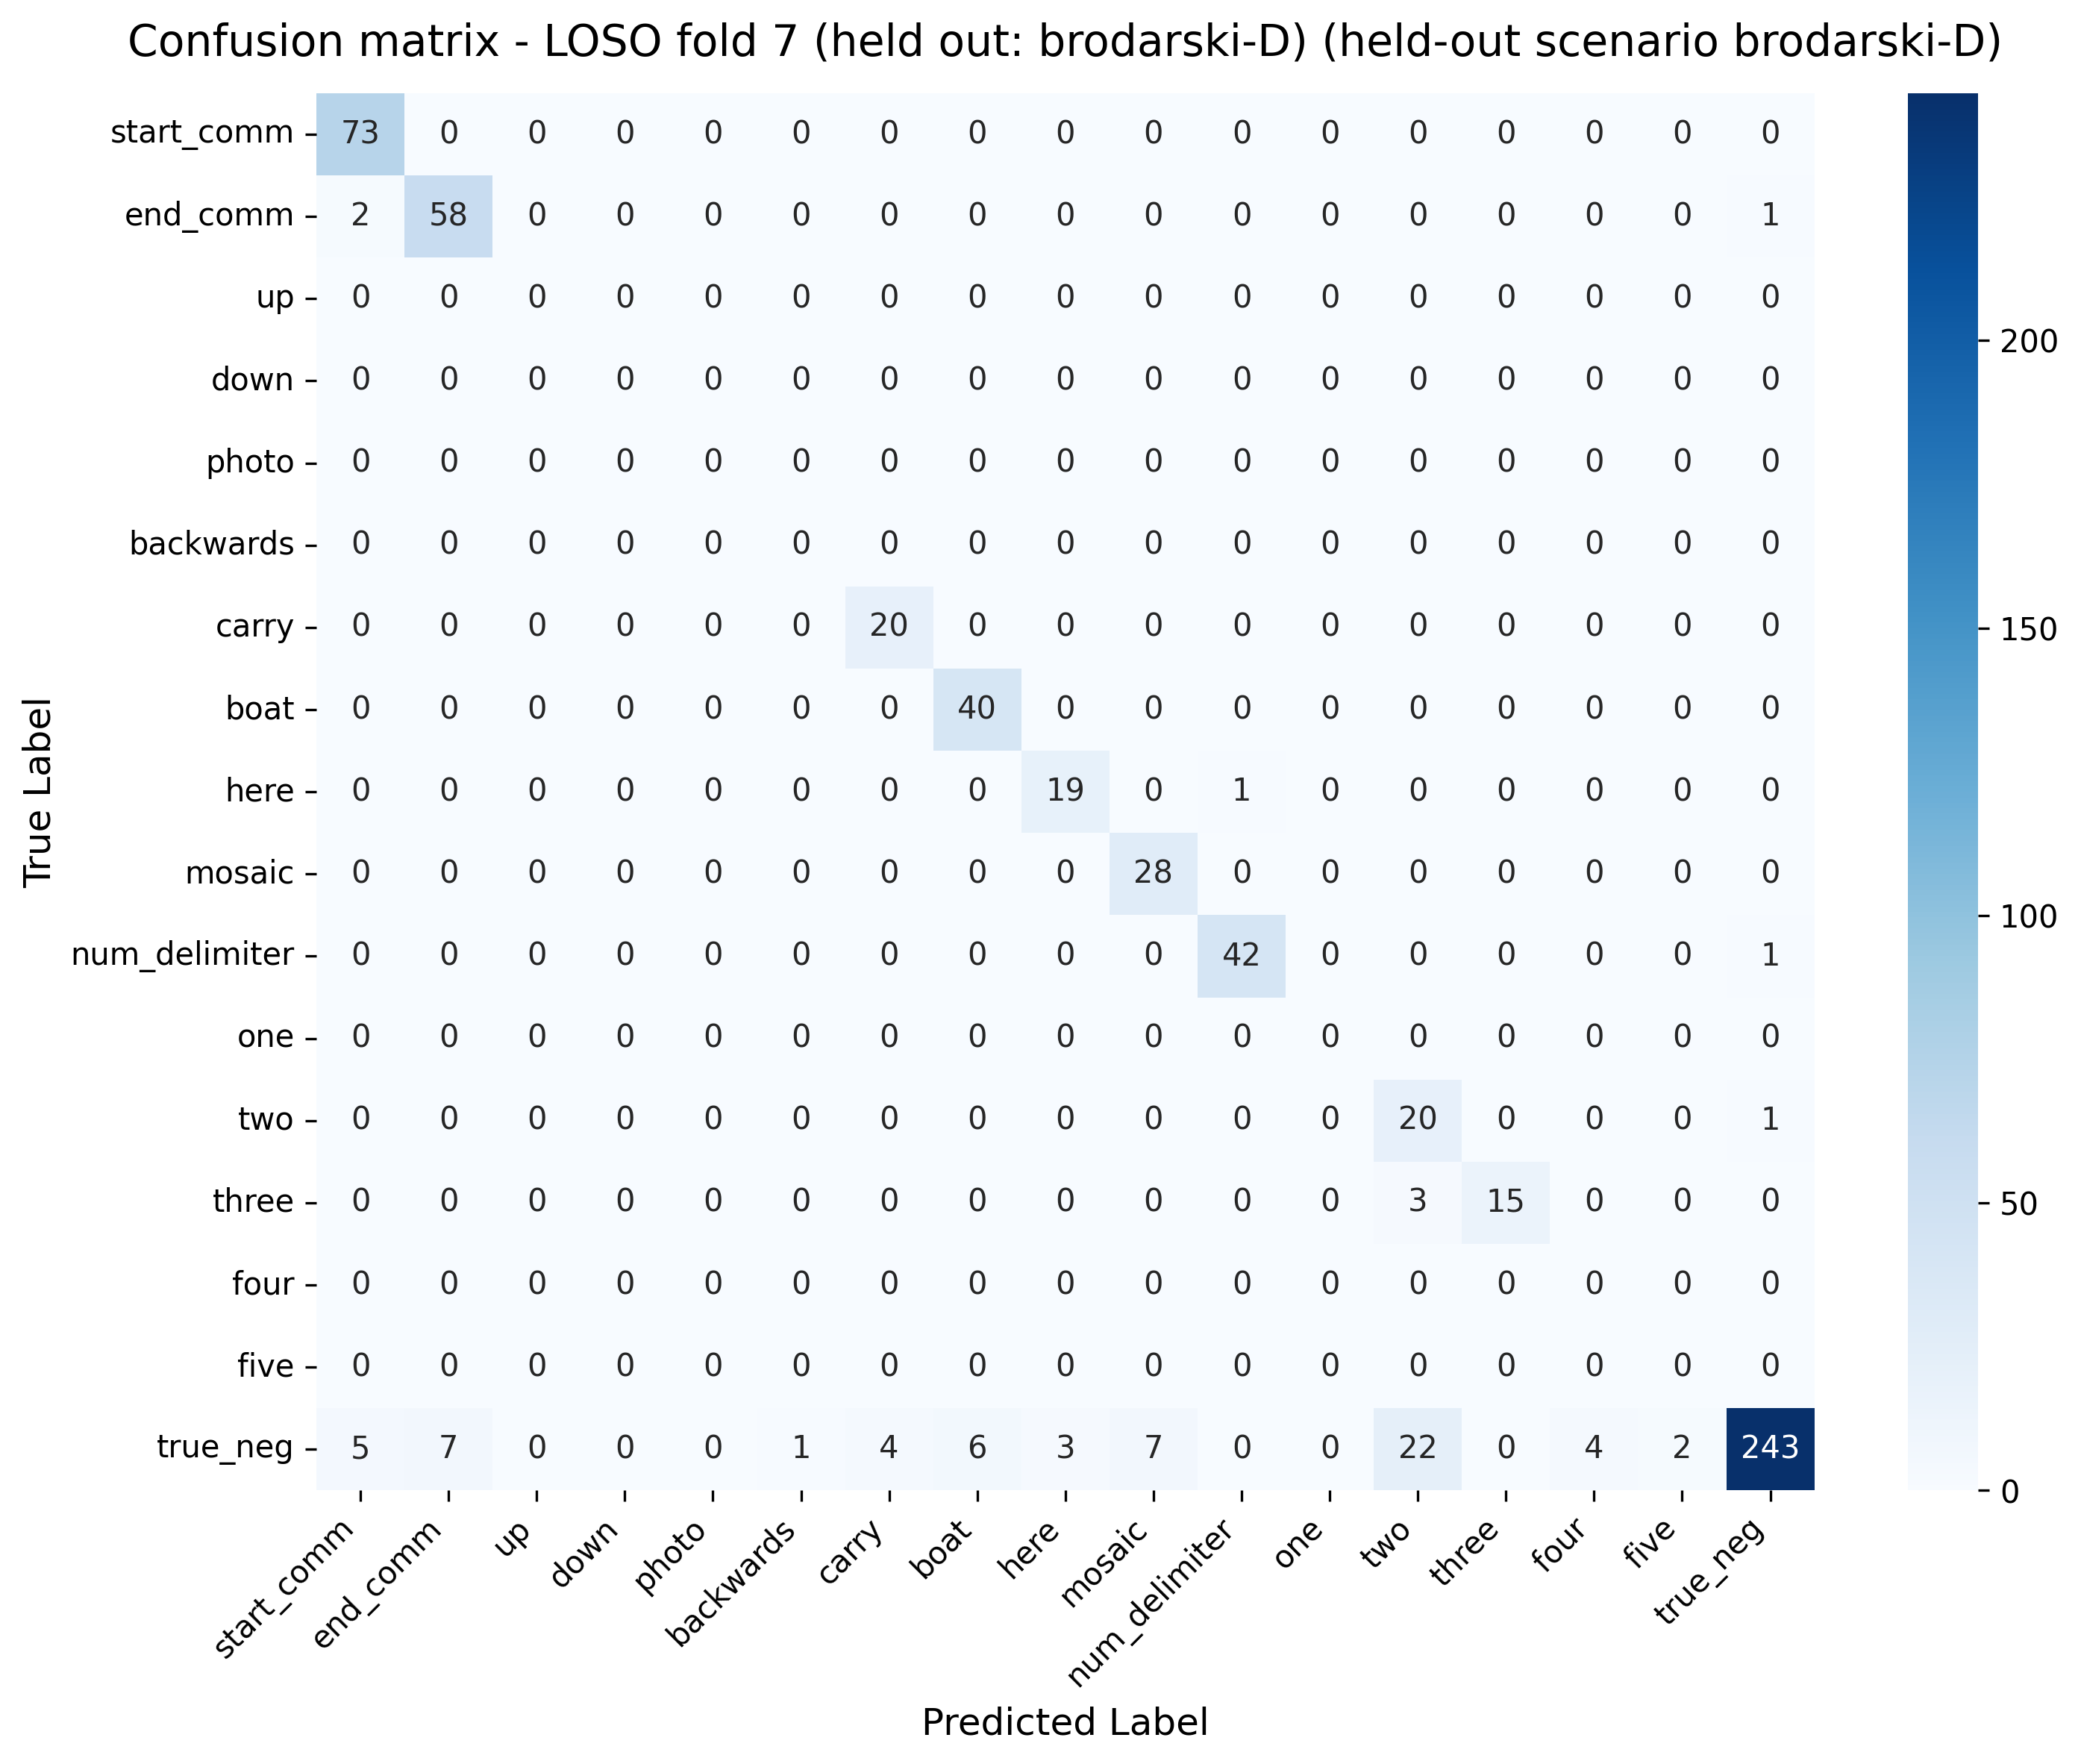 Confusion matrix - LOSO fold 7 (held out: brodarski-D) (held-out scenario brodarski-D)
start_comm 73 0 0 0 0 0 0 0 0 0 0 0 0 0 0 0 0
end_comm 2 58 0 0 0 0 0 0 0 0 0 0 0 0 0 0 1
up 0 0 0 0 0 0 0 0 0 0 0 0 0 0 0 0 0
down 0 0 0 0 0 0 0 0 0 0 0 0 0 0 0 0 0
photo 0 0 0 0 0 0 0 0 0 0 0 0 0 0 0 0 0
backwards 0 0 0 0 0 0 0 0 0 0 0 0 0 0 0 0 0
carry 0 0 0 0 0 0 20 0 0 0 0 0 0 0 0 0 0
boat 0 0 0 0 0 0 0 40 0 0 0 0 0 0 0 0 0
here 0 0 0 0 0 0 0 0 19 0 1 0 0 0 0 0 0
mosaic 0 0 0 0 0 0 0 0 0 28 0 0 0 0 0 0 0
num_delimiter 0 0 0 0 0 0 0 0 0 0 42 0 0 0 0 0 1
one 0 0 0 0 0 0 0 0 0 0 0 0 0 0 0 0 0
two 0 0 0 0 0 0 0 0 0 0 0 0 20 0 0 0 1
three 0 0 0 0 0 0 0 0 0 0 0 0 3 15 0 0 0
four 0 0 0 0 0 0 0 0 0 0 0 0 0 0 0 0 0
five 0 0 0 0 0 0 0 0 0 0 0 0 0 0 0 0 0
true_neg 5 7 0 0 0 1 4 6 3 7 0 0 22 0 4 2 243
start_comm end_comm up down photo backwards carry boat here mosaic num_delimiter one two three four five true_neg
True Label
Predicted Label
200
150
100
50
0